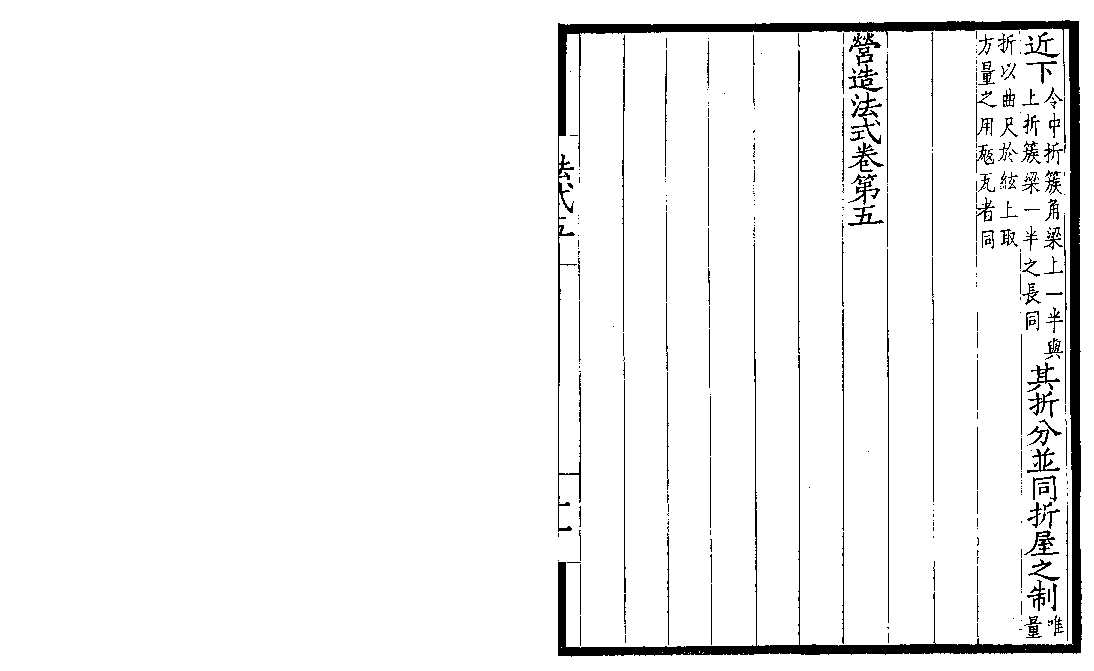 近下令中折簇角梁上一半與
上折簇梁一半之長同
其折分並同折屋之制唯
量
折以曲尺於絃上取
方量之用瓪瓦者同
營造法式卷第五
法式五